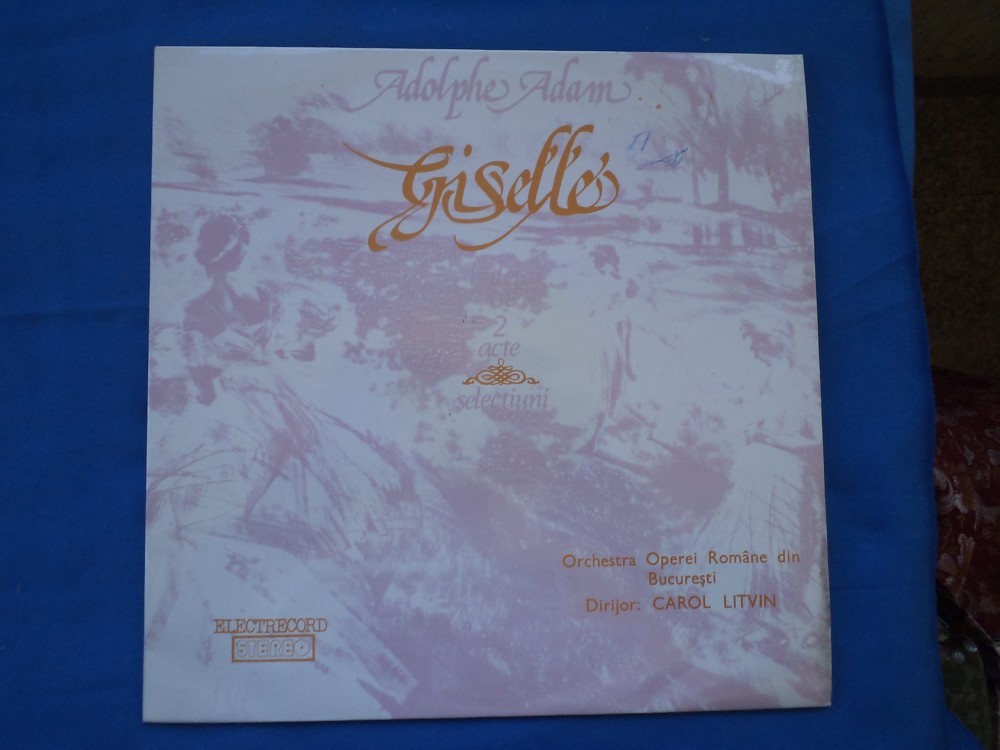 Adolphe Adam
Giselle
2
acte
selecțiuni
Orchestra Operei Române din
București
Dirijor: CAROL LITVIN
ELECTRECORD
STEREO